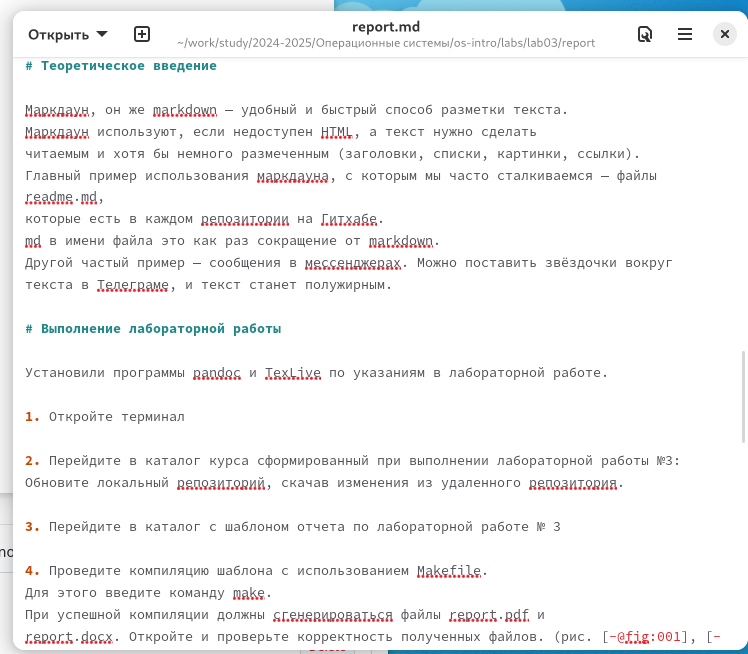 Открыть
report.md
~/work/study/2024-2025/Операционные системы/os-intro/labs/lab03/report
# Теоретическое введение
Маркдаун, он же markdown — удобный и быстрый способ разметки текста.
Маркдаун используют, если недоступен HTML, а текст нужно сделать
читаемым и хотя бы немного размеченным (заголовки, списки, картинки, ссылки).
Главный пример использования маркдауна, с которым мы часто сталкиваемся — файлы
readme.md,
которые есть в каждом репозитории на Гитхабе.
md в имени файла это как раз сокращение от markdown.
Другой частый пример — сообщения в мессенджерах. Можно поставить звёздочки вокруг
текста в Телеграме, и текст станет полужирным.
# Выполнение лабораторной работы
Установили программы pandoc и TexLive по указаниям в лабораторной работе.
1. Откройте терминал
2. Перейдите в каталог курса сформированный при выполнении лабораторной работы №3:
Обновите локальный репозиторий, скачав изменения из удаленного репозитория.
3. Перейдите в каталог с шаблоном отчета по лабораторной работе № 3
4. Проведите компиляцию шаблона с использованием Makefile.
Для этого введите команду make.
При успешной компиляции должны сгенерироваться файлы report.pdf и
report.docx. Откройте и проверьте корректность полученных файлов. (рис. [-@fig:001], [-